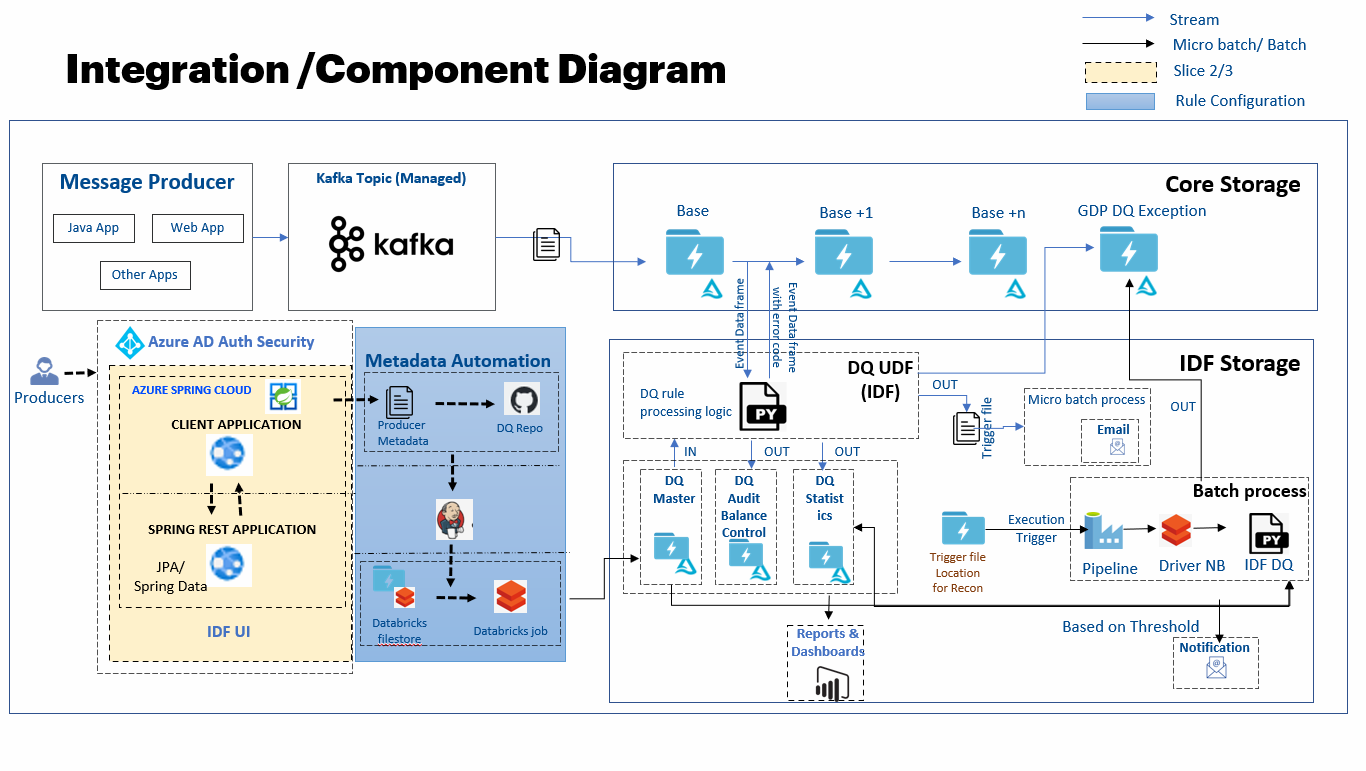 Stream
Micro batch/ Batch
Slice 2/3
Rule Configuration
Integration /Component Diagram
Message Producer
Java App
Web App
Other Apps
Kafka Topic (Managed)
kafka
Core Storage
Base
Base +1
Base +n
GDP DQ Exception
Event Data frame
Event Data frame
with error code
Producers
Azure AD Auth Security
AZURE SPRING CLOUD
CLIENT APPLICATION
SPRING REST APPLICATION
JPA/
Spring Data
IDF UI
Metadata Automation
Producer
Metadata
DQ Repo
Databricks
filestore
Databricks job
IDF Storage
DQ UDF
(IDF)
DQ rule
processing logic
PY
OUT
Trigger file
Micro batch process
Email
OUT
IN
OUT
OUT
DQ
Master
DQ
Audit
Balance
Control
DQ
Statist
ics
Batch process
Trigger file
Location
for Recon
Execution
Trigger
Pipeline
Driver NB
PY
IDF DQ
Based on Threshold
Notification
Reports &
Dashboards